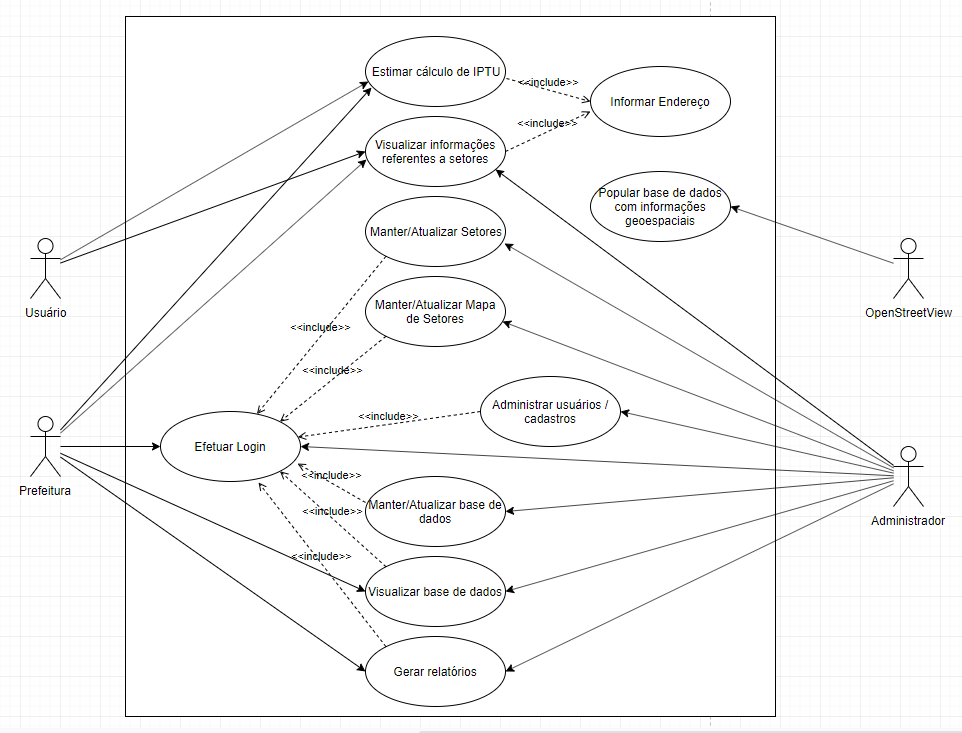 Estimar cálculo de IPTU
<<include>>
Informar Endereço
<<include>>
Visualizar informações
referentes a setores
Popular base de dados
com informações
geoespaciais
Manter/Atualizar Setores
Usuário
OpenStreetView
Manter/Atualizar Mapa
de Setores
<<include>>
<<include>>
Administrar usuários /
cadastros
<<include>>
Efetuar Login
Prefeitura
Administrador
<<include>>
Manter/Atualizar base de
dados
<<include>>
<<include>>
Visualizar base de dados
Gerar relatórios